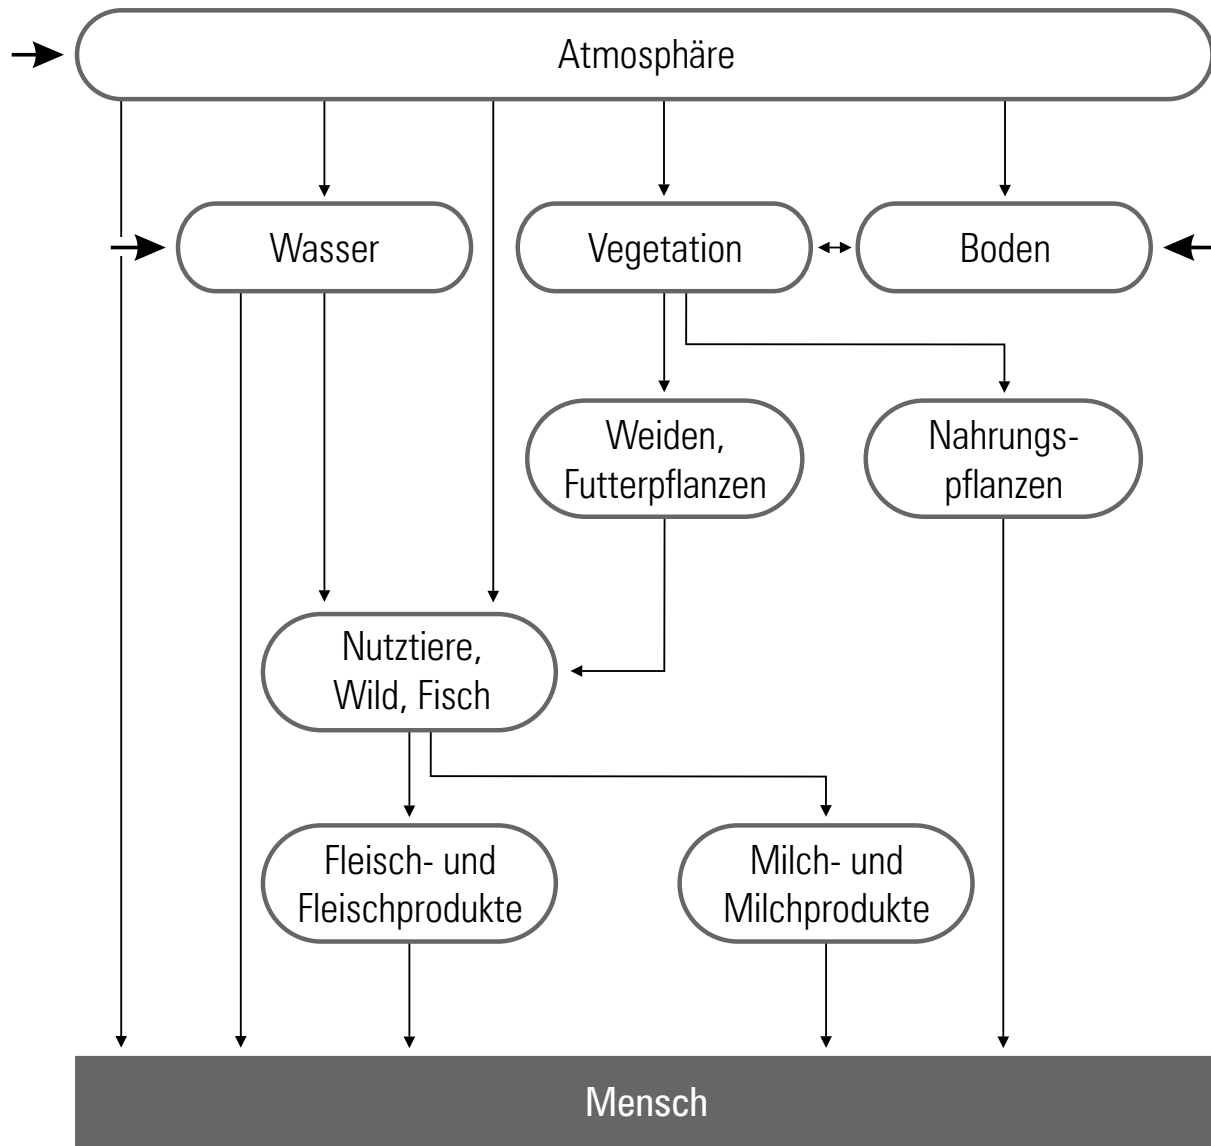 Atmosphäre
Wasser
Vegetation
Boden
Weiden,
Futterpflanzen
Nahrungs-
pflanzen
Nutztiere,
Wild, Fisch
Fleisch- und
Fleischprodukte
Milch- und
Milchprodukte
Mensch